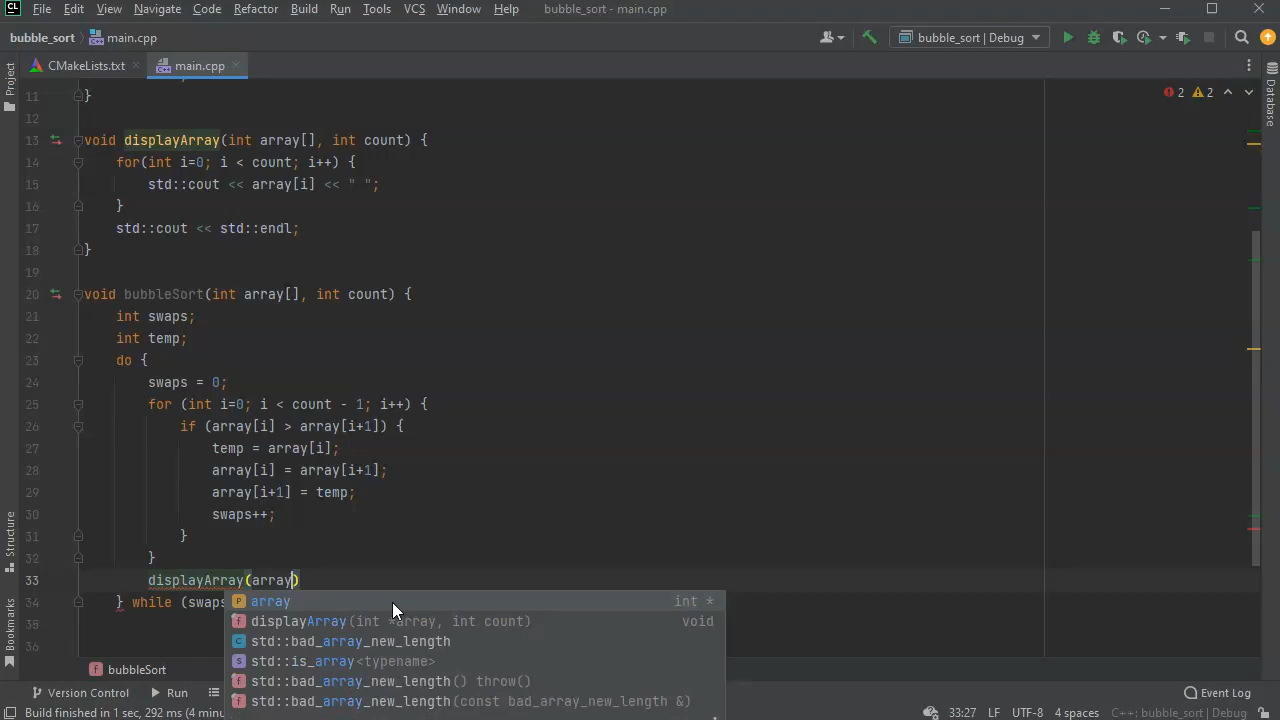 CL File Edit View Navigate Code Refactor Build Run Tools VCS Window Help bubble_sort - main.cpp
bubble_sort main.cpp bubble_sort | Debug
CMakeLists.txt main.cpp
Project
Database
2 2
11 }
12
13 void displayArray(int array[], int count) {
14 for(int i=0; i < count; i++) {
15 std::cout << array[i] << " ";
16 }
17 std::cout << std::endl;
18 }
19
20 void bubbleSort(int array[], int count) {
21 int swaps;
22 int temp;
23 do {
24 swaps = 0;
25 for (int i=0; i < count - 1; i++) {
26 if (array[i] > array[i+1]) {
27 temp = array[i];
28 array[i] = array[i+1];
29 array[i+1] = temp;
30 swaps++;
31 }
32 }
33 displayArray(array)
34 } while (swaps
35
36
array int *
displayArray(int *array, int count) void
std::bad_array_new_length
std::is_array<typename>
std::bad_array_new_length() throw()
std::bad_array_new_length(const bad_array_new_length &)
Structure
Bookmarks
bubbleSort
Version Control Run Event Log
Build finished in 1 sec, 292 ms (4 minu 33:27 LF UTF-8 4 spaces C++: bubble_sort | Debug